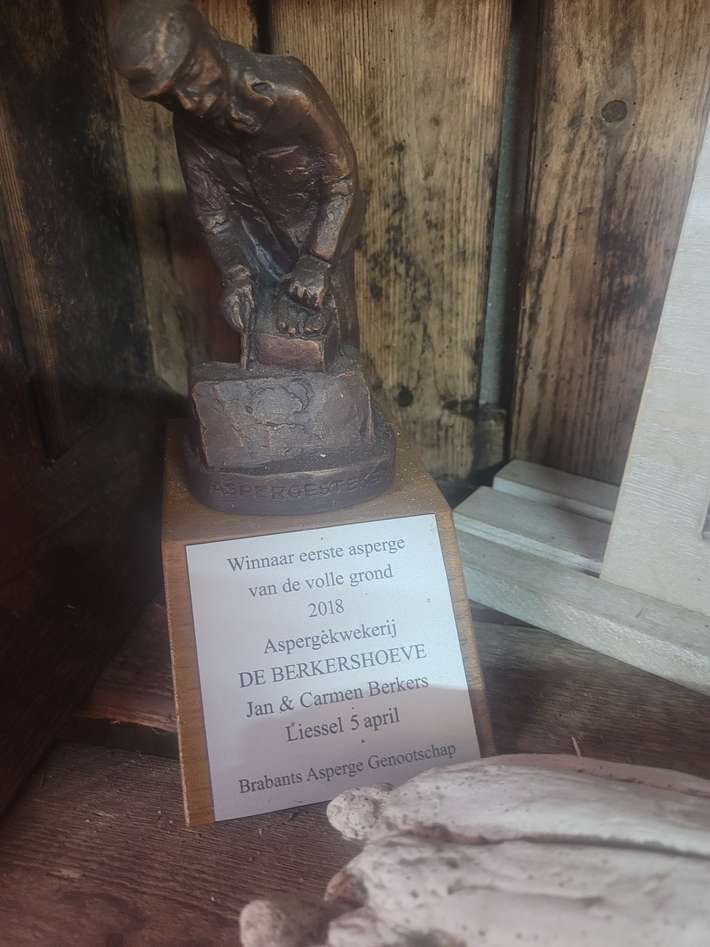 ASPERGESTEKER
Winnaar eerste asperge
van de volle grond
2018
Aspergekwekerij
DE BERKERSHOEVE
Jan & Carmen Berkers
Liessel 5 april
Brabants Asperge Genootschap